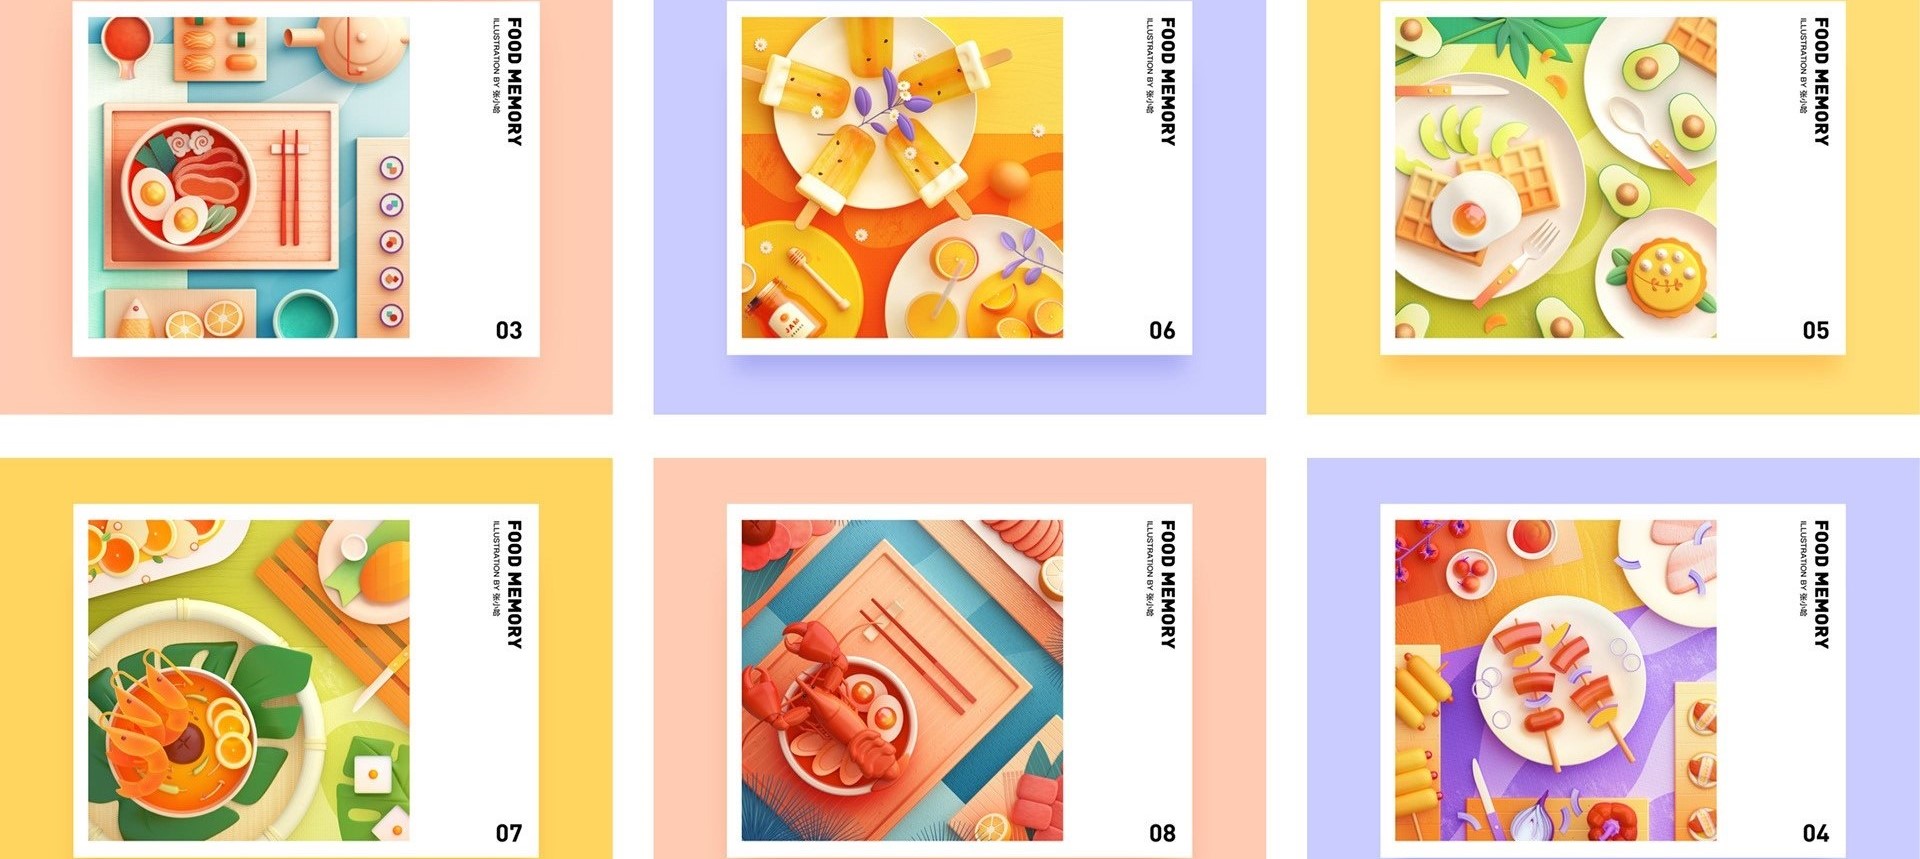 FOOD MEMORY
ILLUSTRATION BY 张小哈
03
FOOD MEMORY
ILLUSTRATION BY 张小哈
JAM
06
FOOD MEMORY
ILLUSTRATION BY 张小哈
05
FOOD MEMORY
ILLUSTRATION BY 张小哈
07
FOOD MEMORY
ILLUSTRATION BY 张小哈
08
FOOD MEMORY
ILLUSTRATION BY 张小哈
04